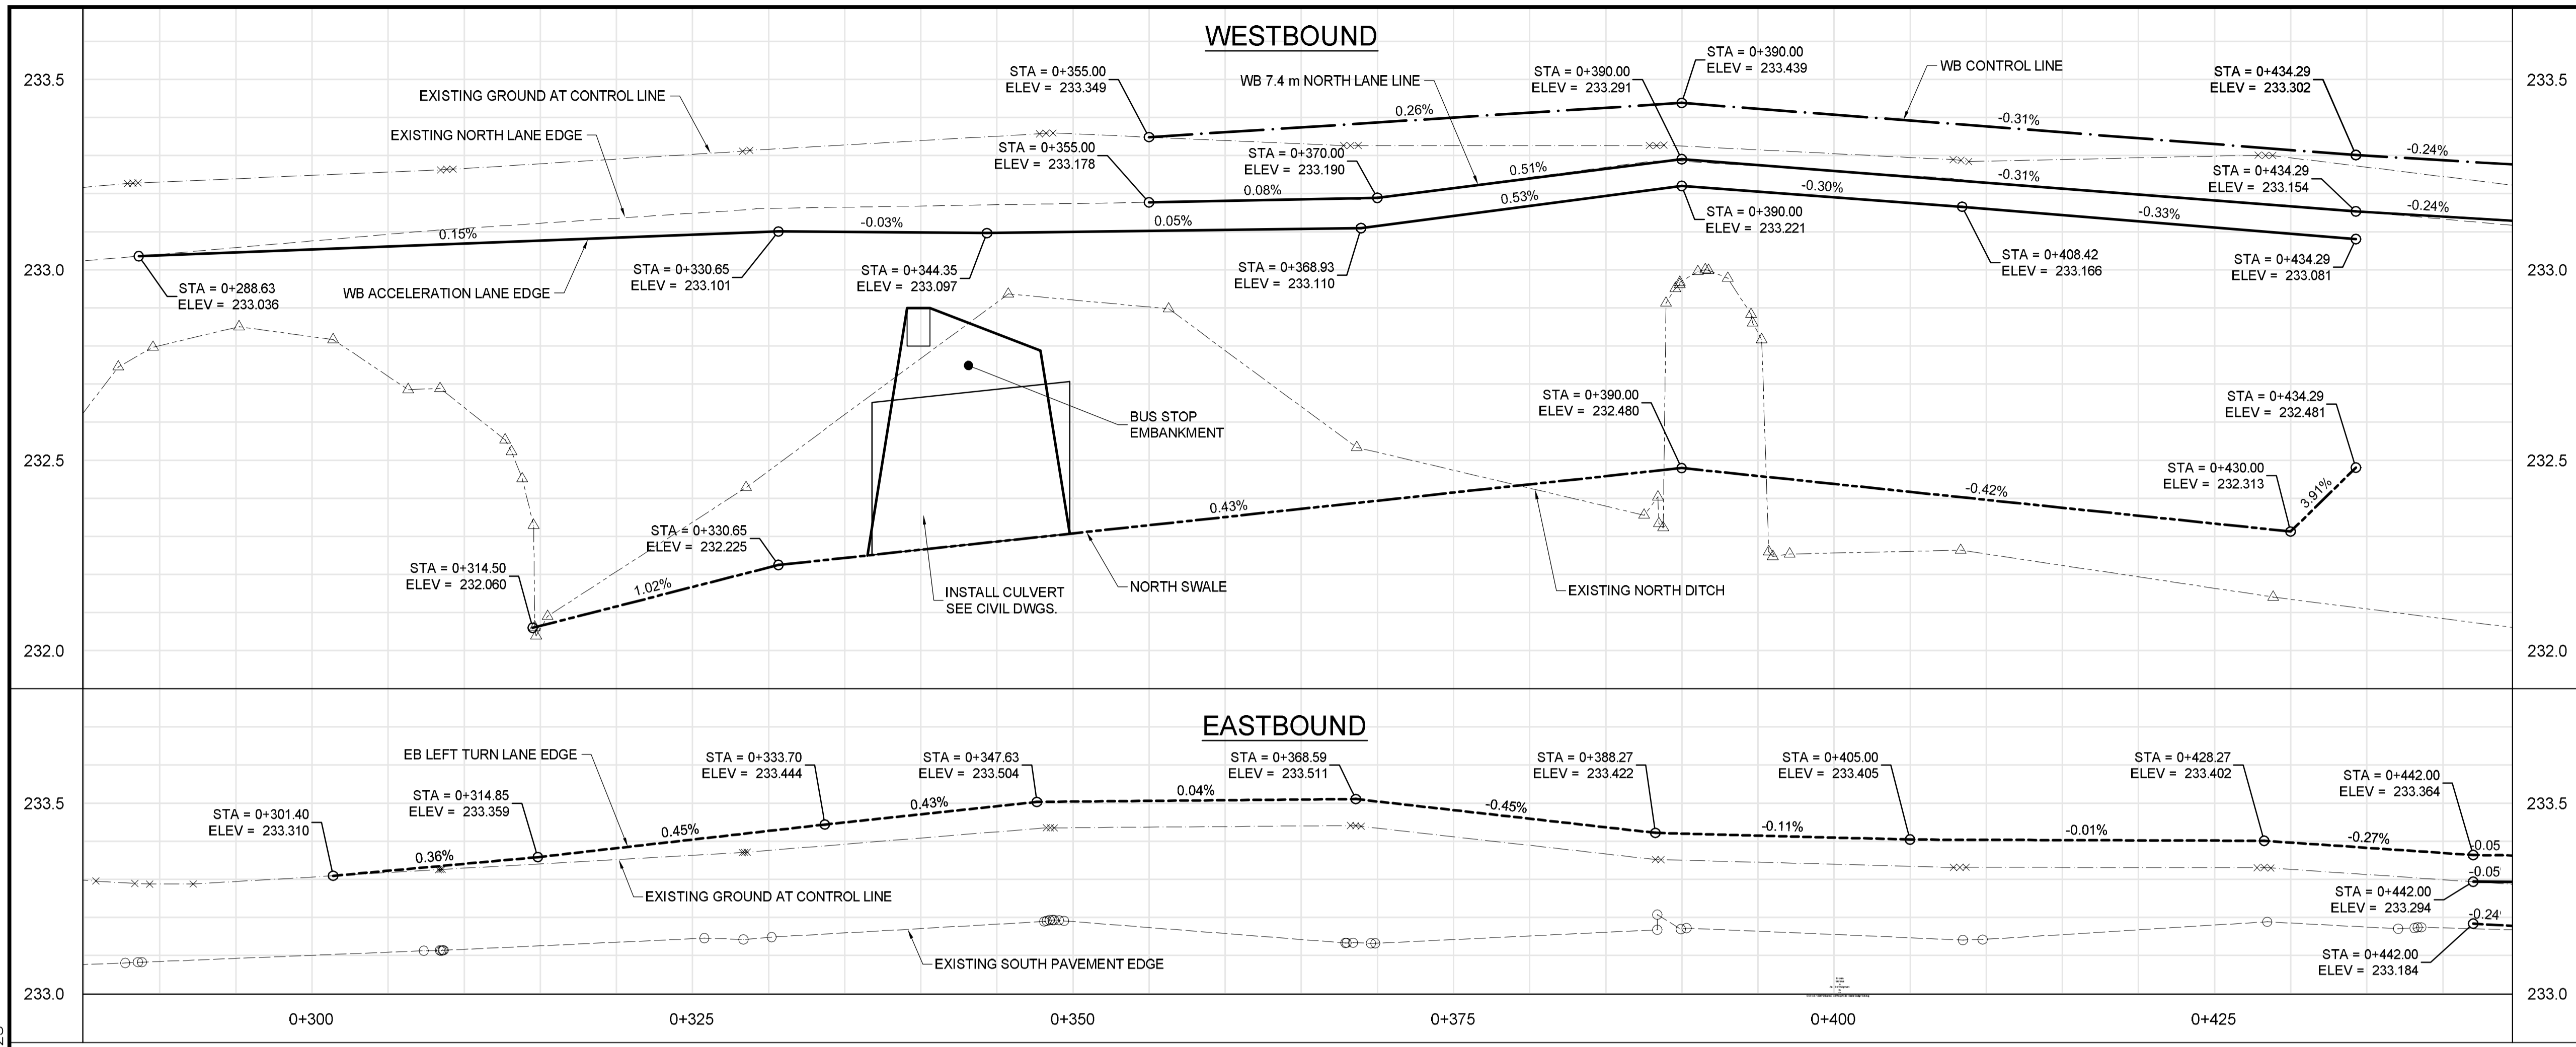 WESTBOUND
233.5
233.0
232.5
232.0
233.5
233.0
232.5
232.0
EXISTING GROUND AT CONTROL LINE
EXISTING NORTH LANE EDGE
STA = 0+355.00
ELEV = 233.349
WB 7.4 m NORTH LANE LINE
STA = 0+390.00
ELEV = 233.291
STA = 0+390.00
ELEV = 233.439
WB CONTROL LINE
STA = 0+434.29
ELEV = 233.302
0.26%
-0.31%
-0.24%
STA = 0+355.00
ELEV = 233.178
STA = 0+370.00
ELEV = 233.190
0.08%
0.51%
-0.31%
STA = 0+434.29
ELEV = 233.154
-0.24%
0.15%
-0.03%
0.05%
0.53%
-0.30%
-0.33%
STA = 0+288.63
ELEV = 233.036
WB ACCELERATION LANE EDGE
STA = 0+330.65
ELEV = 233.101
STA = 0+344.35
ELEV = 233.097
STA = 0+368.93
ELEV = 233.110
STA = 0+390.00
ELEV = 233.221
STA = 0+408.42
ELEV = 233.166
STA = 0+434.29
ELEV = 233.081
BUS STOP
EMBANKMENT
STA = 0+390.00
ELEV = 232.480
STA = 0+434.29
ELEV = 232.481
STA = 0+430.00
ELEV = 232.313
0.43%
-0.42%
3.91%
STA = 0+330.65
ELEV = 232.225
STA = 0+314.50
ELEV = 232.060
1.02%
INSTALL CULVERT
SEE CIVIL DWGS.
NORTH SWALE
EXISTING NORTH DITCH
EASTBOUND
233.5
233.0
233.5
233.0
EB LEFT TURN LANE EDGE
STA = 0+301.40
ELEV = 233.310
STA = 0+314.85
ELEV = 233.359
STA = 0+333.70
ELEV = 233.444
STA = 0+347.63
ELEV = 233.504
STA = 0+368.59
ELEV = 233.511
STA = 0+388.27
ELEV = 233.422
STA = 0+405.00
ELEV = 233.405
STA = 0+428.27
ELEV = 233.402
STA = 0+442.00
ELEV = 233.364
0.36%
0.45%
0.43%
0.04%
-0.45%
-0.11%
-0.01%
-0.27%
-0.05
-0.05
-0.24
EXISTING GROUND AT CONTROL LINE
EXISTING SOUTH PAVEMENT EDGE
STA = 0+442.00
ELEV = 233.294
STA = 0+442.00
ELEV = 233.184
0+300
0+325
0+350
0+375
0+400
0+425